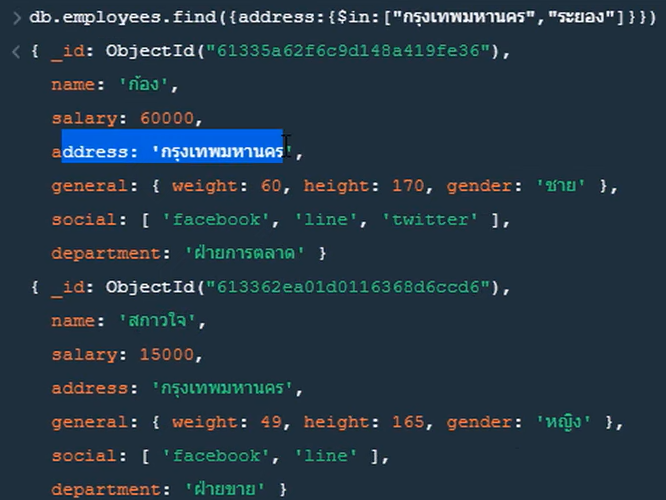 > db.employees.find({address:{$in:["กรุงเทพมหานคร","ระยอง"]}})
< { _id: ObjectId("61335a62f6c9d148a419fe36"),
name: 'ก้อง',
salary: 60000,
address: 'กรุงเทพมหานคร',
general: { weight: 60, height: 170, gender: 'ชาย' },
social: [ 'facebook', 'line', 'twitter' ],
department: 'ฝ่ายการตลาด' }
{ _id: ObjectId("613362ea01d0116368d6ccd6"),
name: 'สกาวใจ',
salary: 15000,
address: 'กรุงเทพมหานคร',
general: { weight: 49, height: 165, gender: 'หญิง' },
social: [ 'facebook', 'line' ],
department: 'ฝ่ายขาย' }